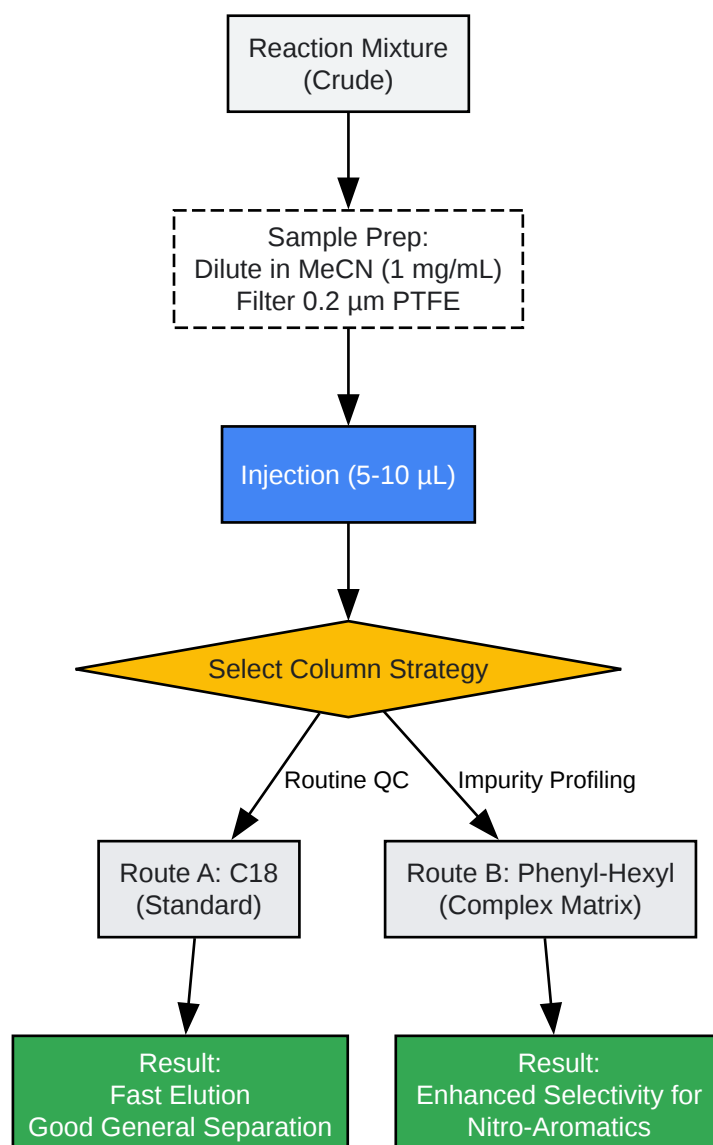 Reaction Mixture
(Crude)
Sample Prep:
Dilute in MeCN (1 mg/mL)
Filter 0.2 µm PTFE
Injection (5-10 µL)
Select Column Strategy
Routine QC
Impurity Profiling
Route A: C18
(Standard)
Route B: Phenyl-Hexyl
(Complex Matrix)
Result:
Fast Elution
Good General Separation
Result:
Enhanced Selectivity for
Nitro-Aromatics